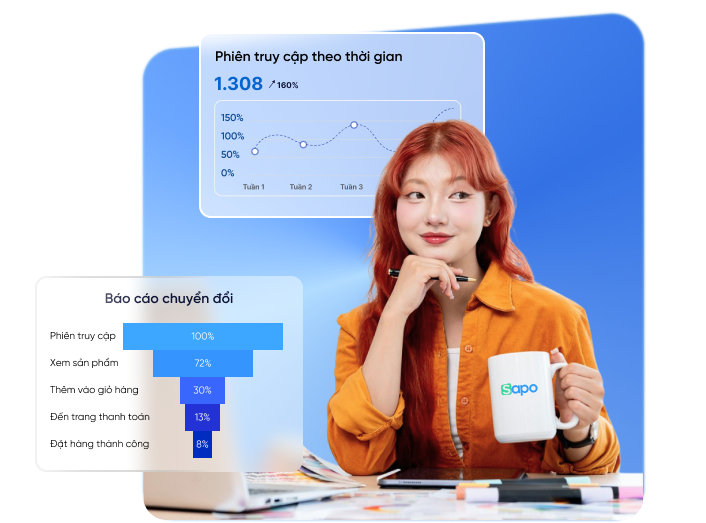 Phiên truy cập theo thời gian
1.308 160%
150%
100%
50%
0%
Tuần 1 Tuần 2 Tuần 3
Báo cáo chuyển đổi
Phiên truy cập 100%
Xem sản phẩm 72%
Thêm vào giỏ hàng 30%
Đến trang thanh toán 13%
Đặt hàng thành công 8%
Sapo